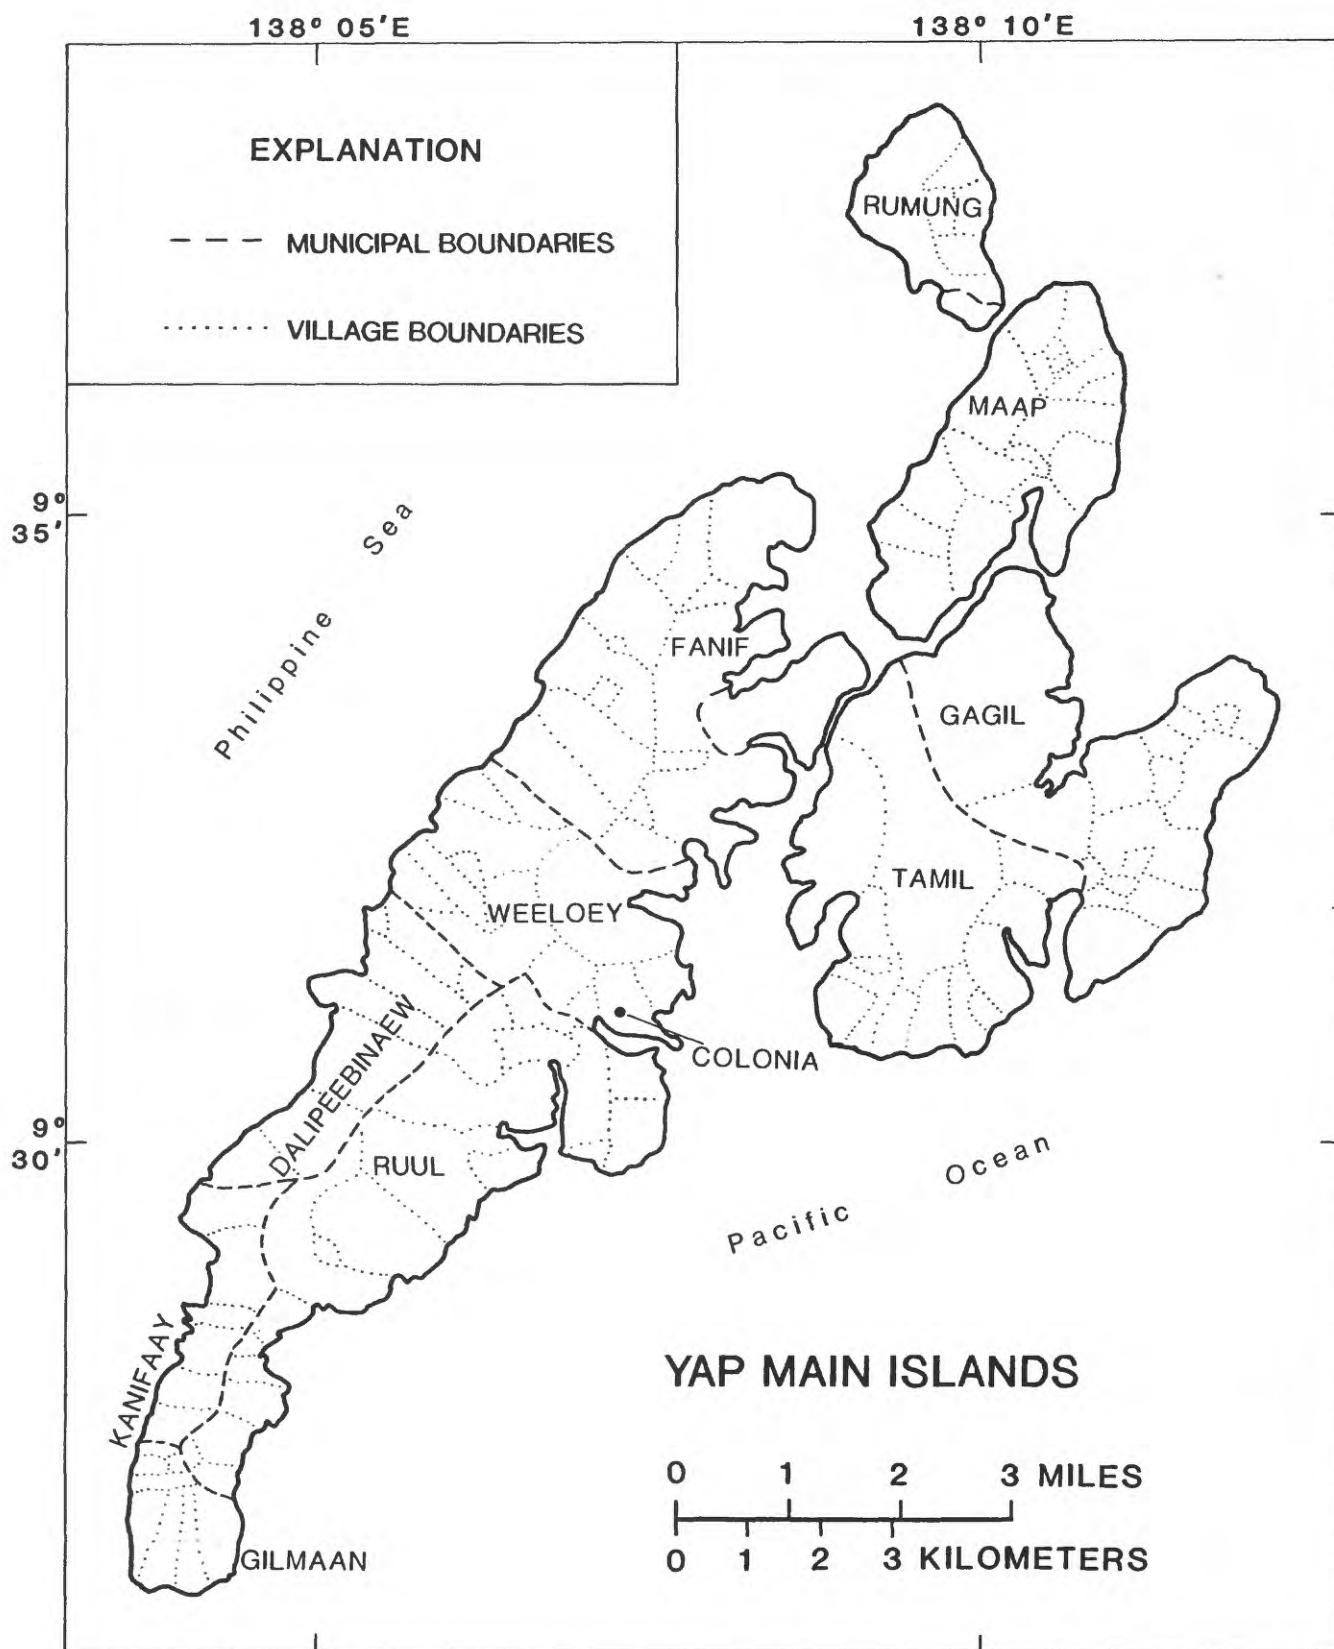 138° 05'E
138° 10'E
EXPLANATION
MUNICIPAL BOUNDARIES
VILLAGE BOUNDARIES
RUMUNG
MAAP
9°
35'
Philippine Sea
FANIF
GAGIL
TAMIL
WEELOEY
DALIPEEBINAEW
COLONIA
9°
30'
RUUL
Pacific Ocean
KANIFAAY
YAP MAIN ISLANDS
0 1 2 3 MILES
0 1 2 3 KILOMETERS
GILMAAN